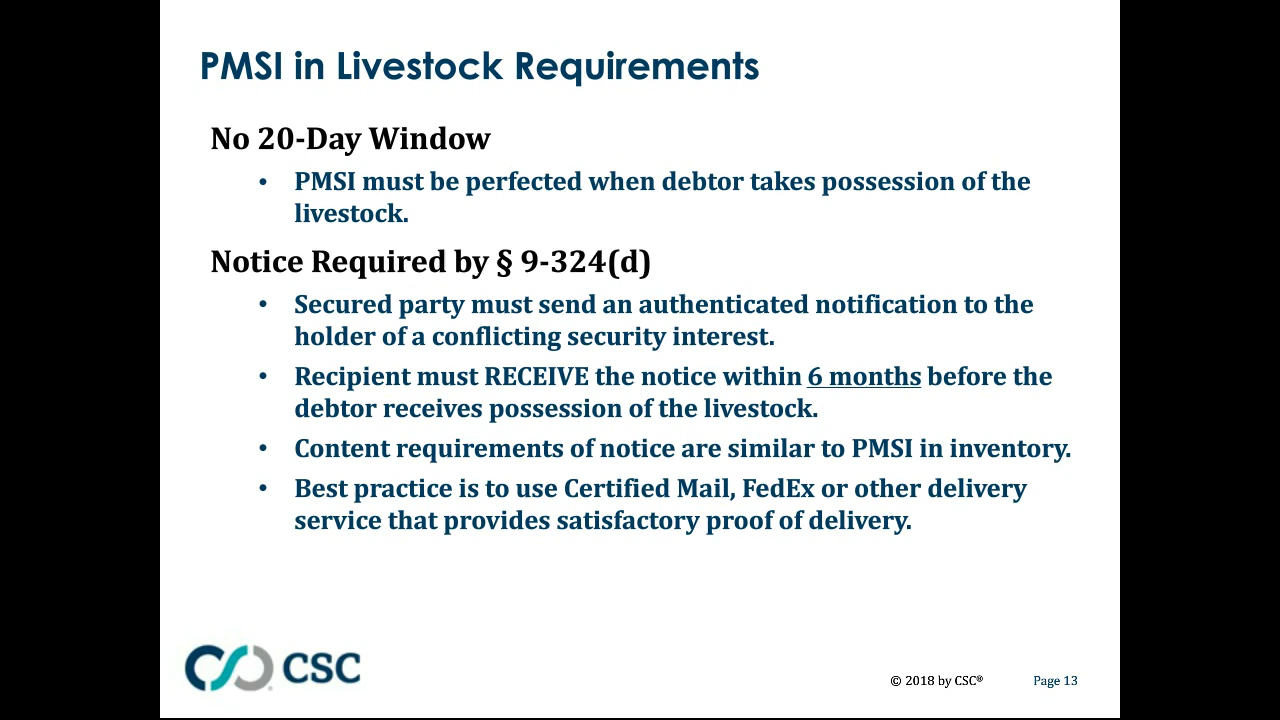 PMSI in Livestock Requirements
No 20-Day Window
• PMSI must be perfected when debtor takes possession of the
livestock.
Notice Required by § 9-324(d)
• Secured party must send an authenticated notification to the
holder of a conflicting security interest.
• Recipient must RECEIVE the notice within 6 months before the
debtor receives possession of the livestock.
• Content requirements of notice are similar to PMSI in inventory.
• Best practice is to use Certified Mail, FedEx or other delivery
service that provides satisfactory proof of delivery.
CSC
© 2018 by CSC® Page 13